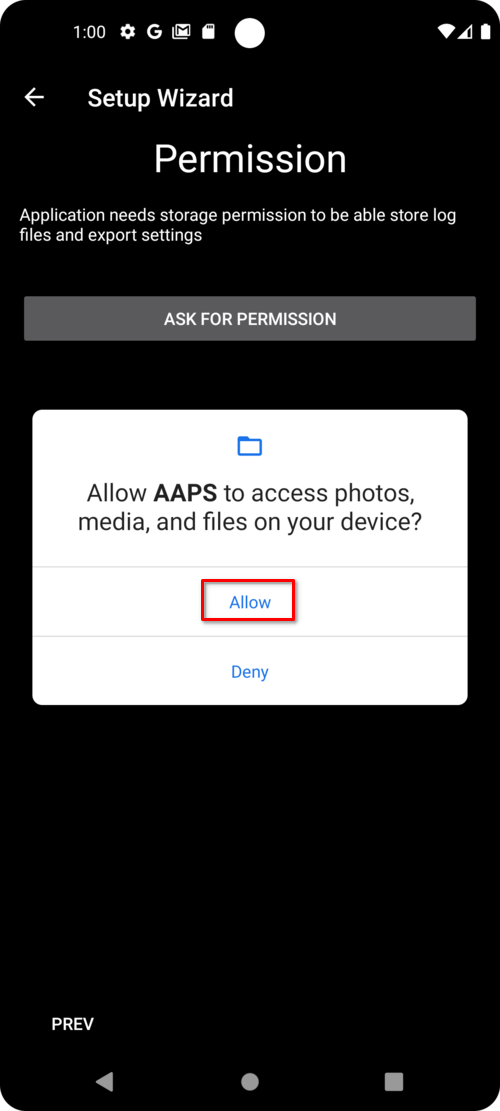 1:00
Setup Wizard
Permission
Application needs storage permission to be able store log
files and export settings
ASK FOR PERMISSION
Allow AAPS to access photos,
media, and files on your device?
Allow
Deny
PREV